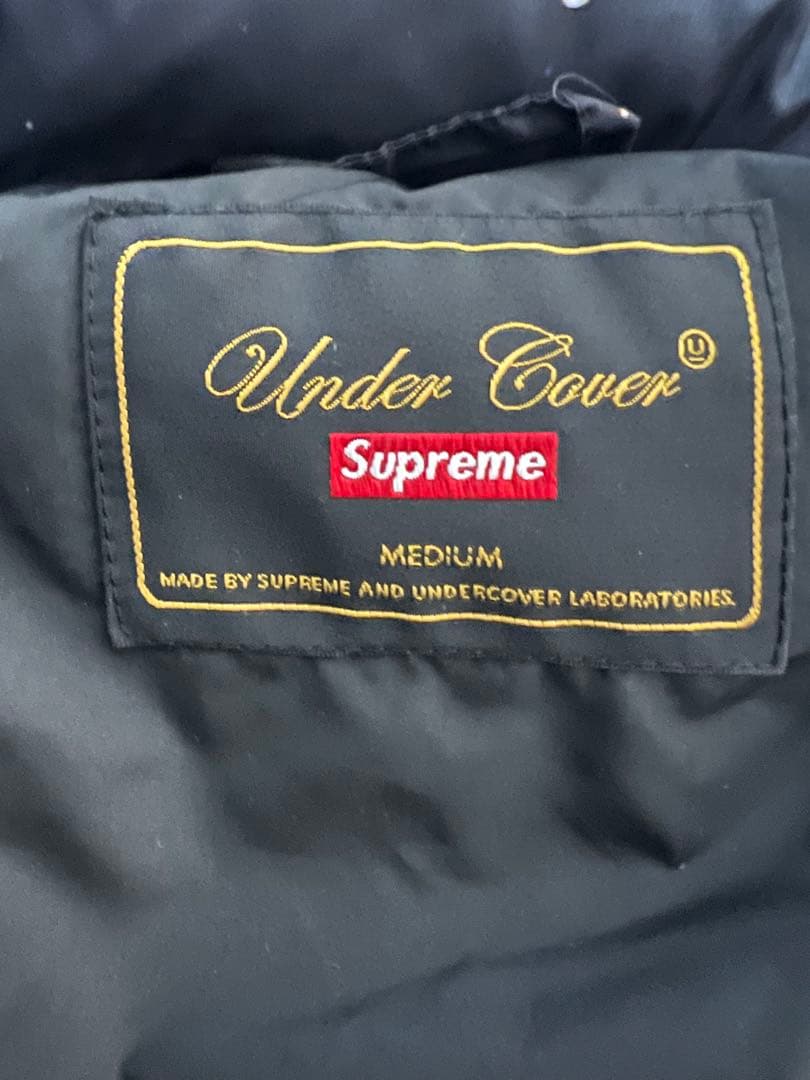 Under Cover U
Supreme
MEDIUM
MADE BY SUPREME AND UNDERCOVER LABORATORIES.